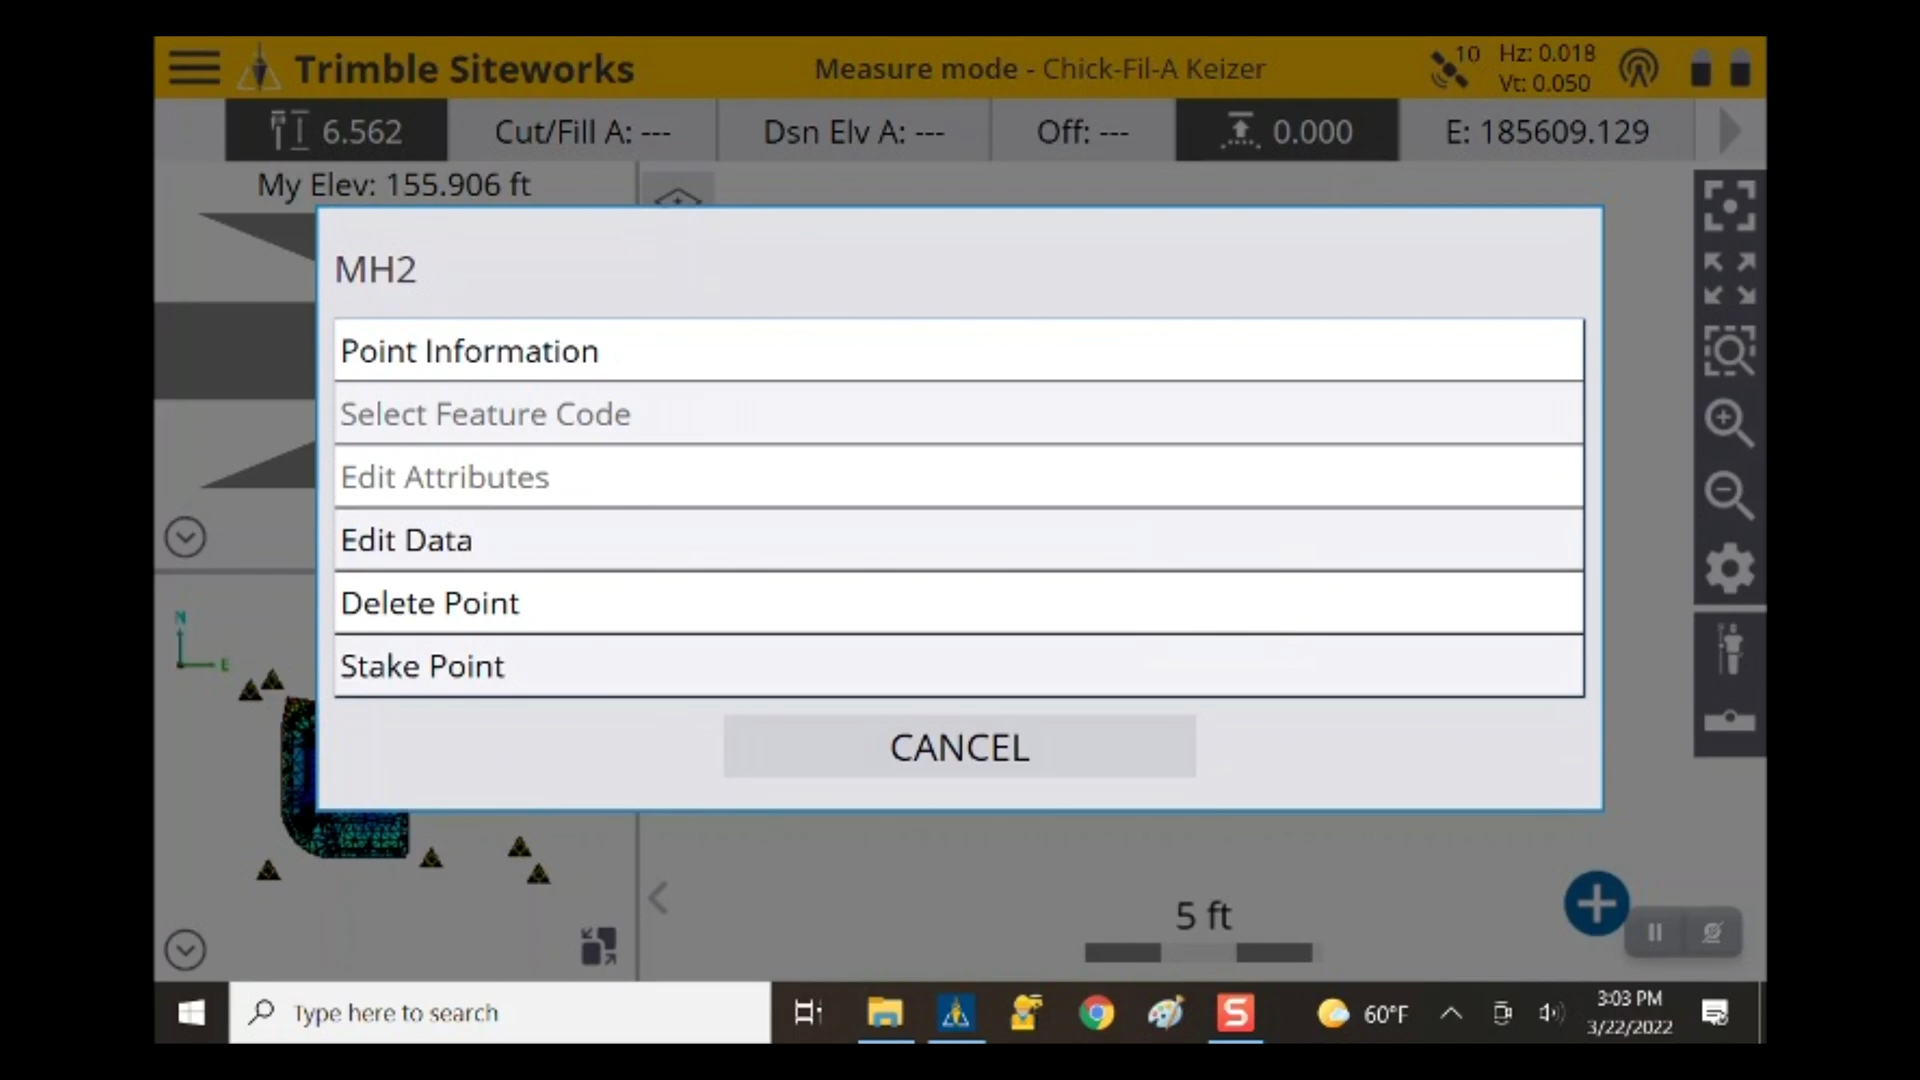 Trimble Siteworks
Measure mode - Chick-Fil-A Keizer
10
Hz: 0.018
Vt: 0.050
6.562
Cut/Fill A: ---
Dsn Elv A: ---
Off: ---
0.000
E: 185609.129
My Elev: 155.906 ft
MH2
Point Information
Select Feature Code
Edit Attributes
Edit Data
Delete Point
Stake Point
CANCEL
N
E
5 ft
Type here to search
S
60°F
3:03 PM
3/22/2022